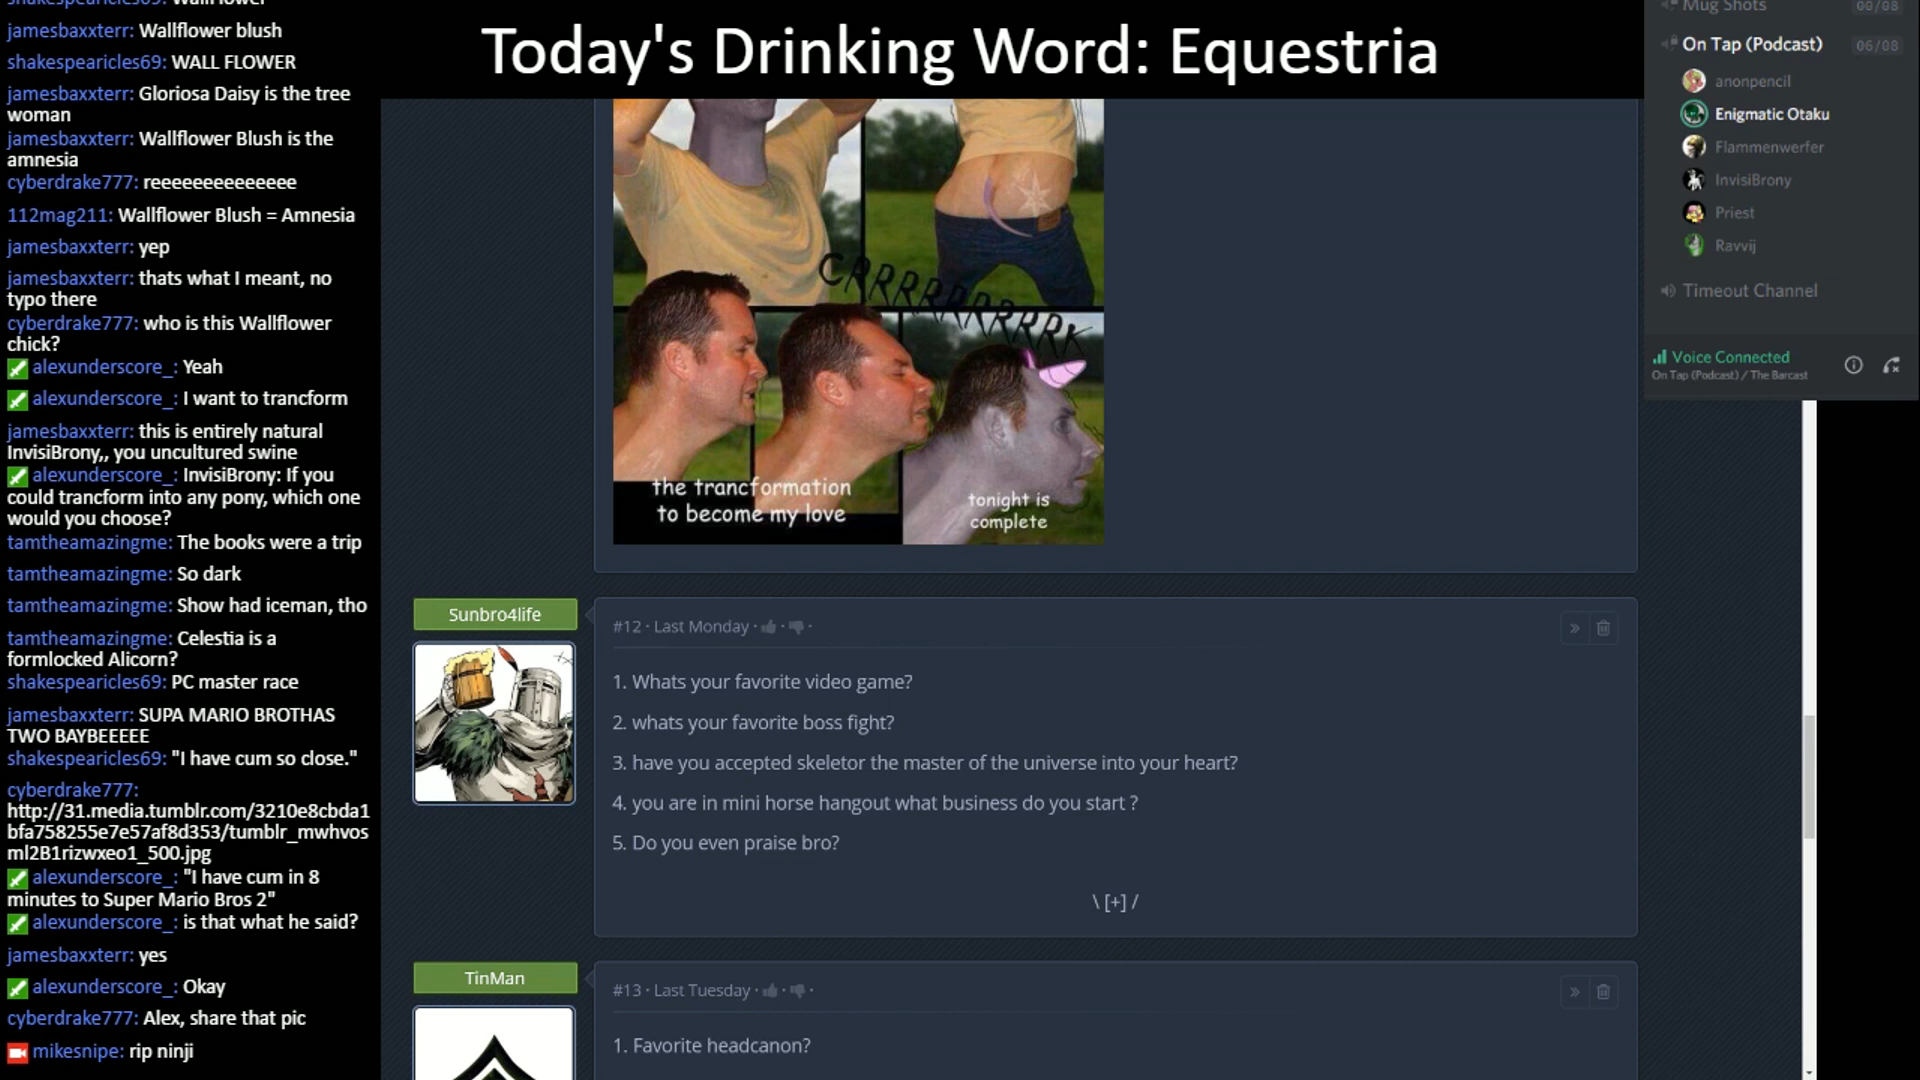 shakespearicles69: Wallflower
jamesbaxxterr: Wallflower blush
shakespearicles69: WALL FLOWER
jamesbaxxterr: Gloriosa Daisy is the tree
woman
jamesbaxxterr: Wallflower Blush is the
amnesia
cyberdrake777: reeeeeeeeeeeeee
112mag211: Wallflower Blush = Amnesia
jamesbaxxterr: yep
jamesbaxxterr: thats what I meant, no
typo there
cyberdrake777: who is this Wallflower
chick?
alexunderscore_: Yeah
alexunderscore_: I want to transform
jamesbaxxterr: this is entirely natural
InvisiBrony,, you uncultured swine
alexunderscore_: InvisiBrony: If you
could trancform into any pony, which one
would you choose?
tamtheamazingme: The books were a trip
tamtheamazingme: So dark
tamtheamazingme: Show had iceman, tho
tamtheamazingme: Celestia is a
formlocked Alicorn?
shakespearicles69: PC master race
jamesbaxxterr: SUPA MARIO BROTHAS
TWO BAYBEEEEE
shakespearicles69: "I have cum so close."
cyberdrake777:
http://31.media.tumblr.com/3210e8cbda1
bfa758255e7e57af8d353/tumblr_mwhvos
ml2B1rizwxeo1_500.jpg
alexunderscore_: "I have cum in 8
minutes to Super Mario Bros 2"
alexunderscore_: is that what he said?
jamesbaxxterr: yes
alexunderscore_: Okay
cyberdrake777: Alex, share that pic
mikesnipe: rip ninji
Today's Drinking Word: Equestria
CRRRRRRRRRRK
the trancformation
to become my love
tonight is
complete
Sunbro4life
#12 · Last Monday · ·
1. Whats your favorite video game?
2. whats your favorite boss fight?
3. have you accepted skeletor the master of the universe into your heart?
4. you are in mini horse hangout what business do you start ?
5. Do you even praise bro?
\ [+] /
TinMan
#13 · Last Tuesday · ·
1. Favorite headcanon?
Mug Shots 00/08
On Tap (Podcast) 06/08
anonpencil
Enigmatic Otaku
Flammenwerfer
InvisiBrony
Priest
Ravvij
Timeout Channel
Voice Connected
On Tap (Podcast) / The Barcast